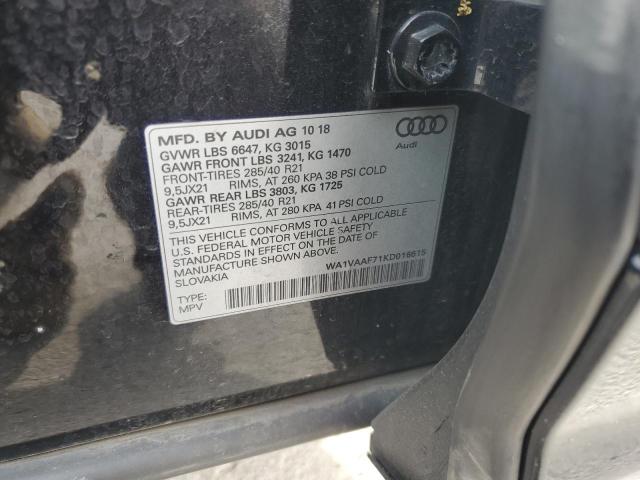 MFD. BY AUDI AG 10 18
GVWR LBS 6647, KG 3015
GAWR FRONT LBS 3241, KG 1470
FRONT-TIRES 285/40 R21
9,5JX21 RIMS, AT 260 KPA 38 PSI COLD
GAWR REAR LBS 3803, KG 1725
REAR-TIRES 285/40 R21
9,5JX21 RIMS, AT 280 KPA 41 PSI COLD
THIS VEHICLE CONFORMS TO ALL APPLICABLE
U.S. FEDERAL MOTOR VEHICLE SAFETY
STANDARDS IN EFFECT ON THE DATE OF
MANUFACTURE SHOWN ABOVE.
SLOVAKIA
WA1VAAF71KD016615
TYPE:
MPV
Audi